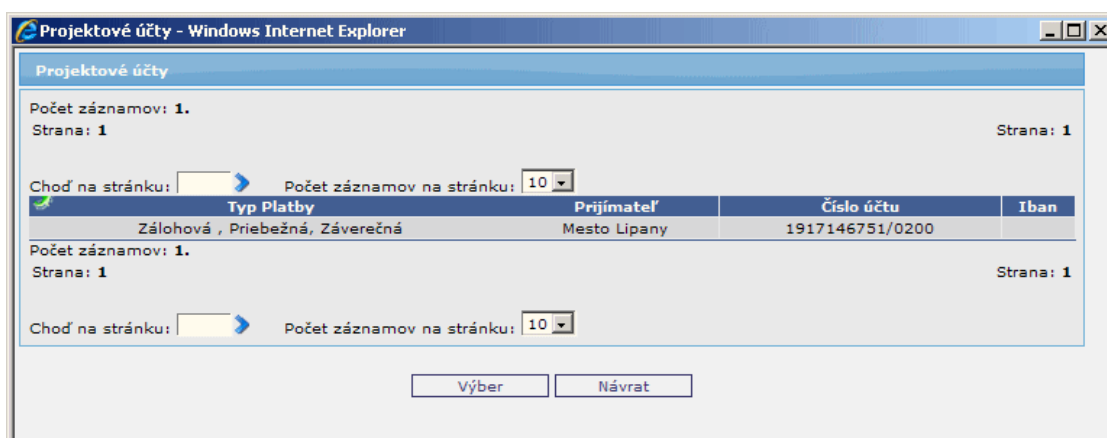 Projektové účty - Windows Internet Explorer
Projektové účty
Počet záznamov: 1.
Strana: 1 Strana: 1
Choď na stránku: Počet záznamov na stránku: 10
Typ Platby Prijímateľ Číslo účtu Iban
Zálohová , Priebežná, Záverečná Mesto Lipany 1917146751/0200
Počet záznamov: 1.
Strana: 1 Strana: 1
Choď na stránku: Počet záznamov na stránku: 10
Výber Návrat